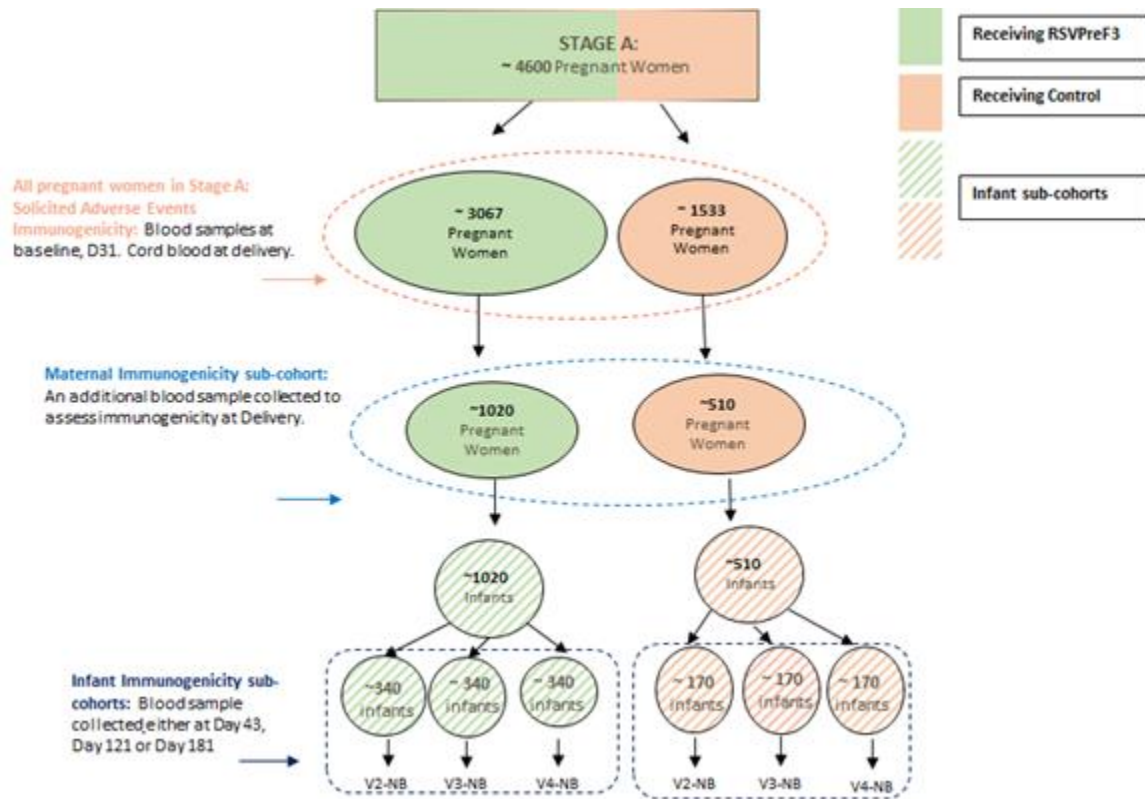 STAGE A:
~ 4600 Pregnant Women
Receiving RSVPreF3
Receiving Control
Infant sub-cohorts
All pregnant women in Stage A:
Solicited Adverse Events
Immunogenicity: Blood samples at
baseline, D31. Cord blood at delivery.
~ 3067
Pregnant
Women
~ 1533
Pregnant
Women
Maternal Immunogenicity sub-cohort:
An additional blood sample collected to
assess immunogenicity at Delivery.
~1020
Pregnant
Women
~510
Pregnant
Women
~1020
Infants
~510
Infants
Infant Immunogenicity sub-
cohorts: Blood sample
collected either at Day 43,
Day 121 or Day 181
~340
infants
~ 340
infants
~ 340
infants
~ 170
infants
~ 170
infants
~ 170
infants
V2-NB
V3-NB
V4-NB
V2-NB
V3-NB
V4-NB